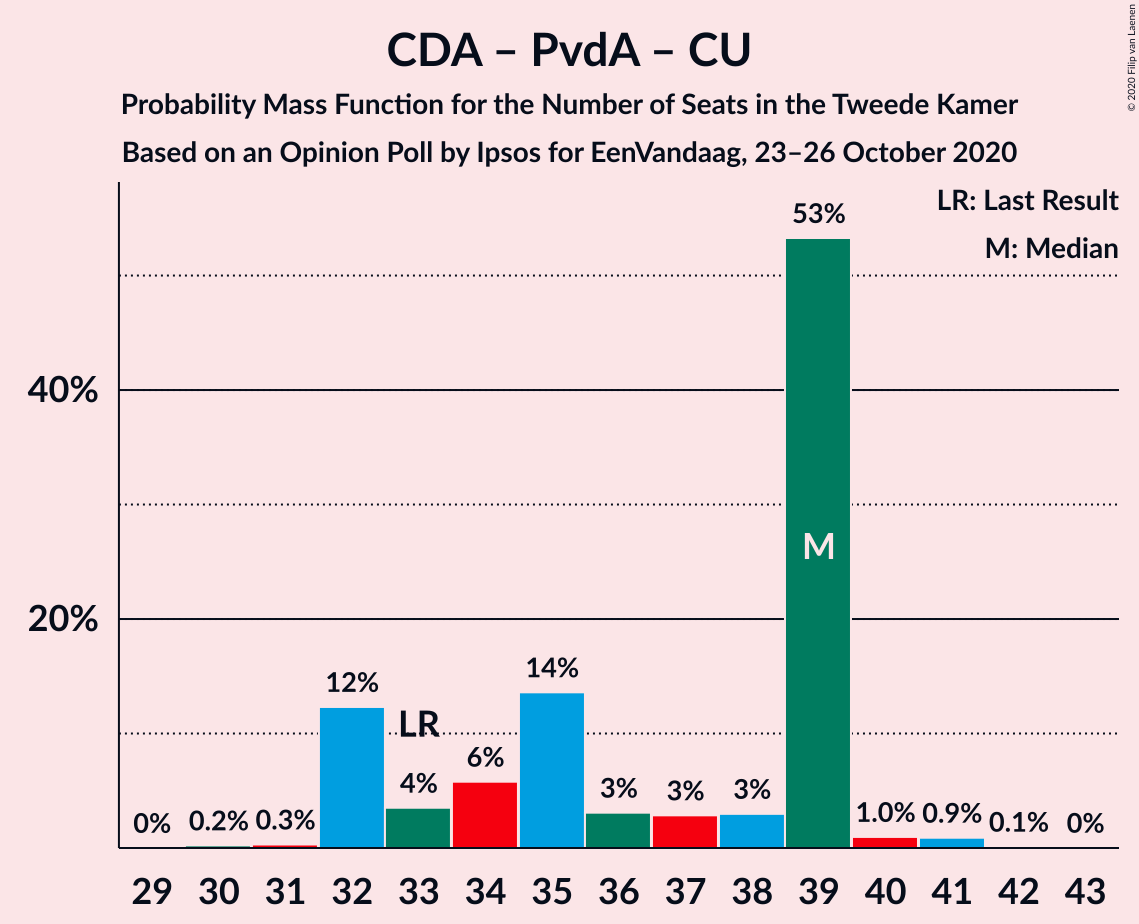 CDA – PvdA – CU
Probability Mass Function for the Number of Seats in the Tweede Kamer
Based on an Opinion Poll by Ipsos for EenVandaag, 23–26 October 2020
© 2020 Filip van Laenen
LR: Last Result
M: Median
53%
40%
M
20%
14%
12%
LR
6%
4%
3%
3%
3%
0%
0.2%
0.3%
1.0%
0.9%
0.1%
0%
29 30 31 32 33 34 35 36 37 38 39 40 41 42 43